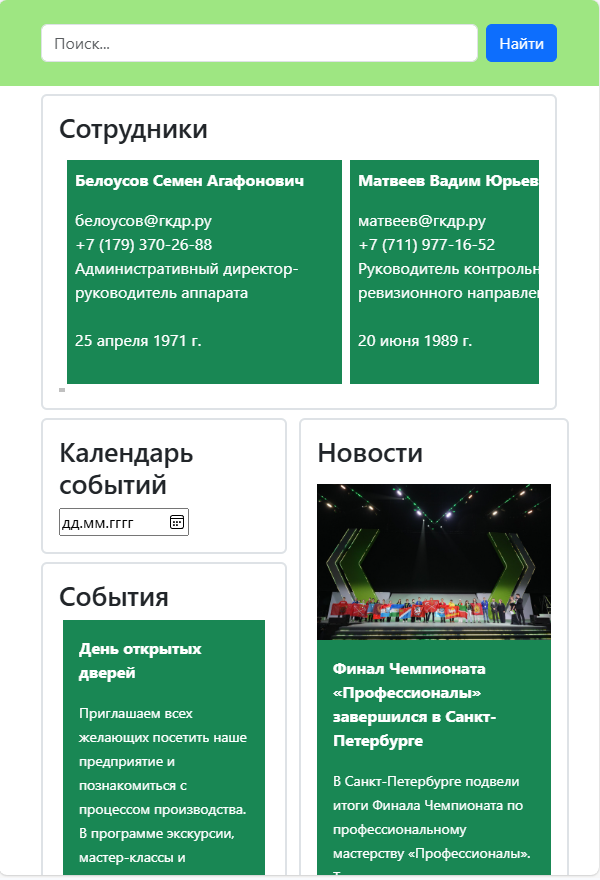 Поиск...
Найти
Сотрудники
Белоусов Семен Агафонович
белоусов@гкдр.ру
+7 (179) 370-26-88
Административный директор-
руководитель аппарата
25 апреля 1971 г.
Матвеев Вадим Юрьев
матвеев@гкдр.ру
+7 (711) 977-16-52
Руководитель контрольн
ревизионного направле
20 июня 1989 г.
Календарь
событий
дд.мм.гггг
События
День открытых
дверей
Приглашаем всех
желающих посетить наше
предприятие и
познакомиться с
процессом производства.
В программе экскурсии,
мастер-классы и
Новости
Финал Чемпионата
«Профессионалы»
завершился в Санкт-
Петербурге
В Санкт-Петербурге подвели
итоги Финала Чемпионата по
профессиональному
мастерству «Профессионалы».